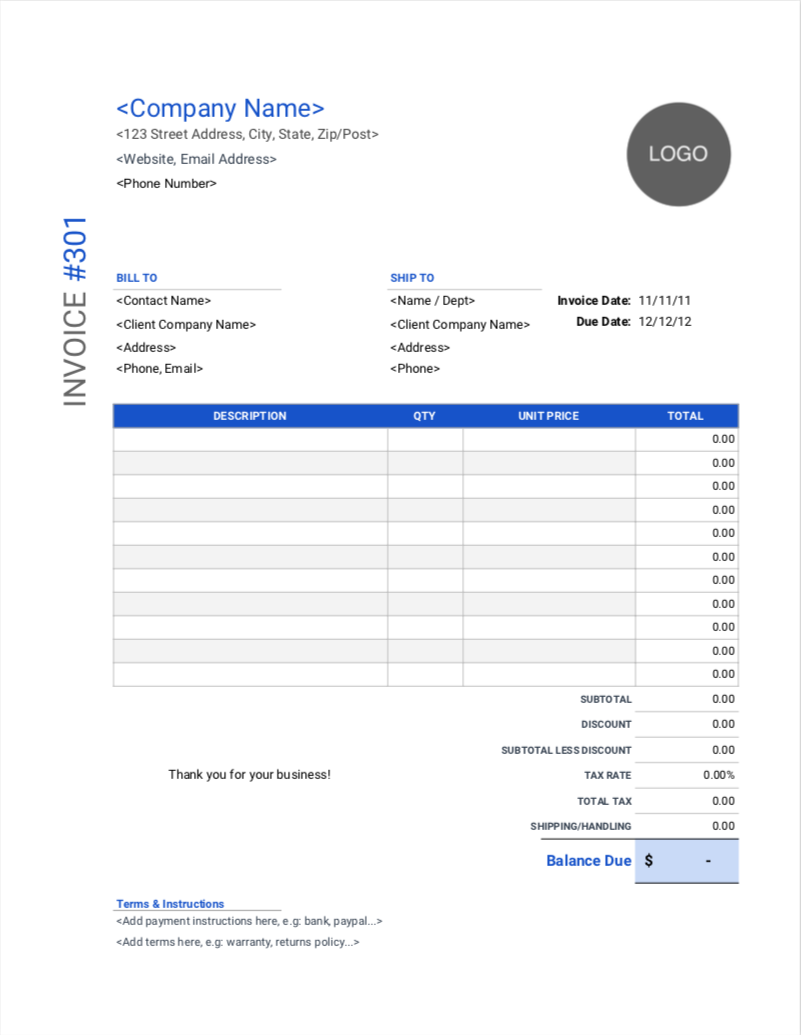 <Company Name>
<123 Street Address, City, State, Zip/Post>
<Website, Email Address>
<Phone Number>
LOGO
INVOICE #301
BILL TO
<Contact Name>
<Client Company Name>
<Address>
<Phone, Email>
SHIP TO
<Name / Dept>
<Client Company Name>
<Address>
<Phone>
Invoice Date: 11/11/11
Due Date: 12/12/12
DESCRIPTION QTY UNIT PRICE TOTAL
0.00
0.00
0.00
0.00
0.00
0.00
0.00
0.00
0.00
0.00
0.00
SUBTOTAL 0.00
DISCOUNT 0.00
SUBTOTAL LESS DISCOUNT 0.00
Thank you for your business!
TAX RATE 0.00%
TOTAL TAX 0.00
SHIPPING/HANDLING 0.00
Balance Due $ -
Terms & Instructions
<Add payment instructions here, e.g: bank, paypal...>
<Add terms here, e.g: warranty, returns policy...>